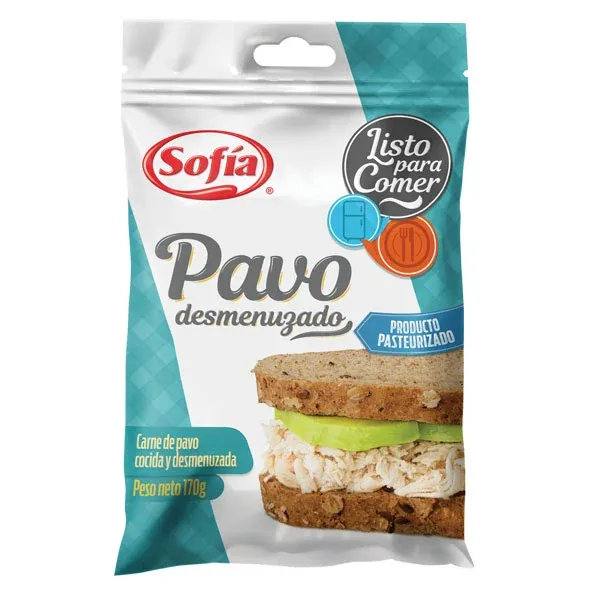 Sofía
®
Listo
para
Comer
Pavo
desmenuzado
PRODUCTO
PASTEURIZADO
Carne de pavo
cocida y desmenuzada
Peso neto 170g